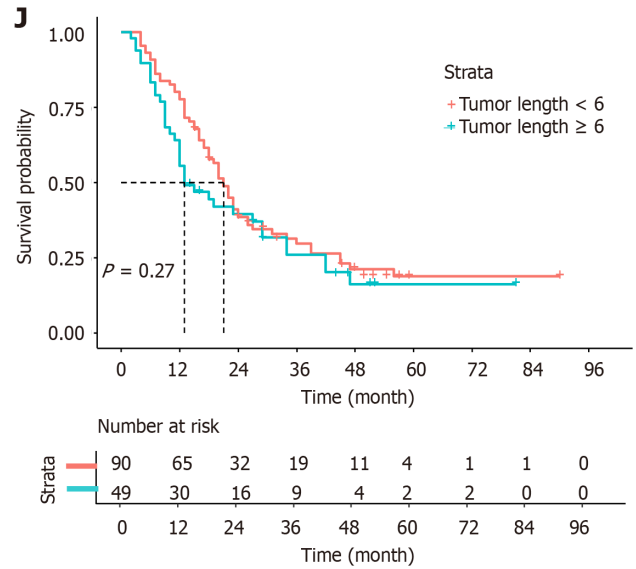 J
1.00
0.75
0.50
0.25
0.00
Survival probability
Strata
Tumor length < 6
Tumor length ≥ 6
P = 0.27
0 12 24 36 48 60 72 84 96
Time (month)
Number at risk
Strata
90 65 32 19 11 4 1 1 0
49 30 16 9 4 2 2 0 0
0 12 24 36 48 60 72 84 96
Time (month)